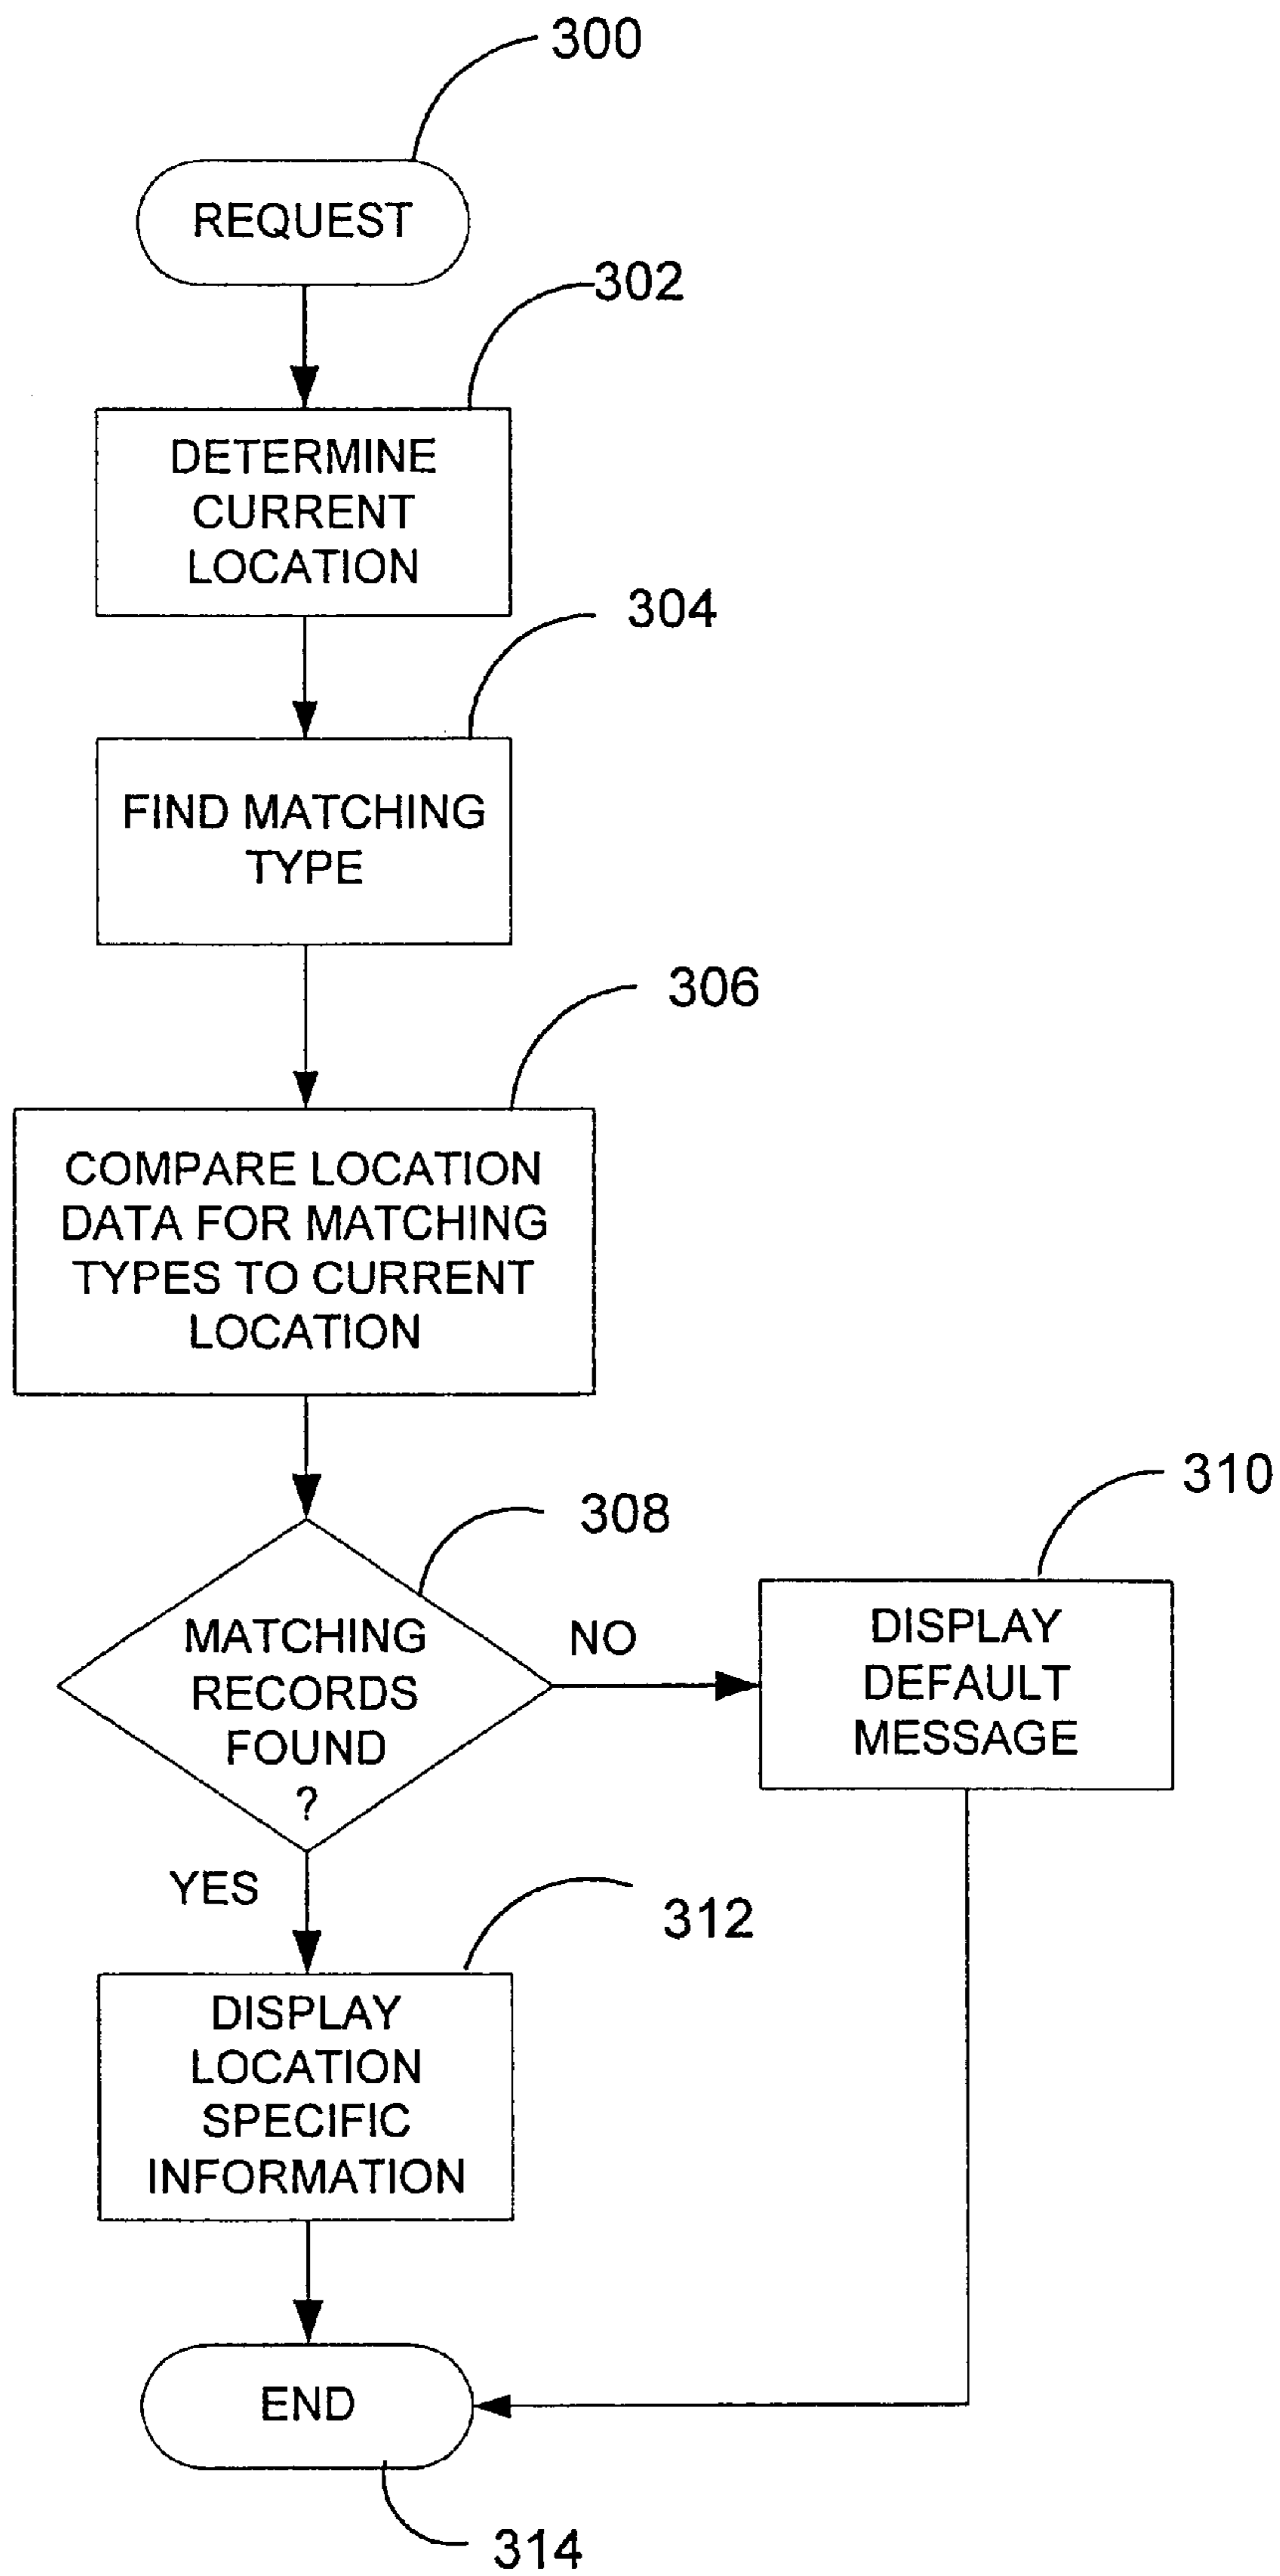 300
REQUEST
302
DETERMINE
CURRENT
LOCATION
304
FIND MATCHING
TYPE
306
COMPARE LOCATION
DATA FOR MATCHING
TYPES TO CURRENT
LOCATION
308
MATCHING
RECORDS
FOUND
?
NO
310
DISPLAY
DEFAULT
MESSAGE
YES
312
DISPLAY
LOCATION
SPECIFIC
INFORMATION
END
314